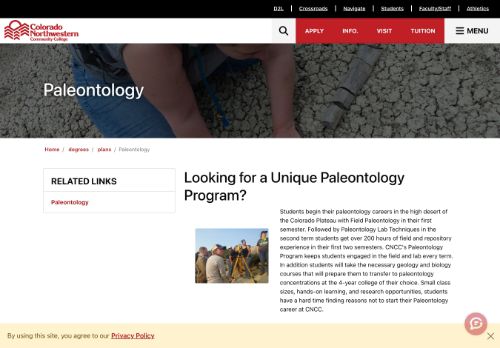 D2L | Crossroads | Navigate | Students | Faculty/Staff | Athletics
Colorado
Northwestern
Community College
APPLY INFO. VISIT TUITION MENU
Paleontology
Home / degrees / plans / Paleontology
RELATED LINKS
Paleontology
Looking for a Unique Paleontology
Program?
Students begin their paleontology careers in the high desert of
the Colorado Plateau with Field Paleontology in their first
semester. Followed by Paleontology Lab Techniques in the
second term students get over 200 hours of field and repository
experience in their first two semesters. CNCC's Paleontology
Program keeps students engaged in the field and lab every term.
In addition students will take the necessary geology and biology
courses that will prepare them to transfer to paleontology
concentrations at the 4-year college of their choice. Small class
sizes, hands-on learning, and research opportunities, students
have a hard time finding reasons not to start their Paleontology
career at CNCC.
By using this site, you agree to our Privacy Policy